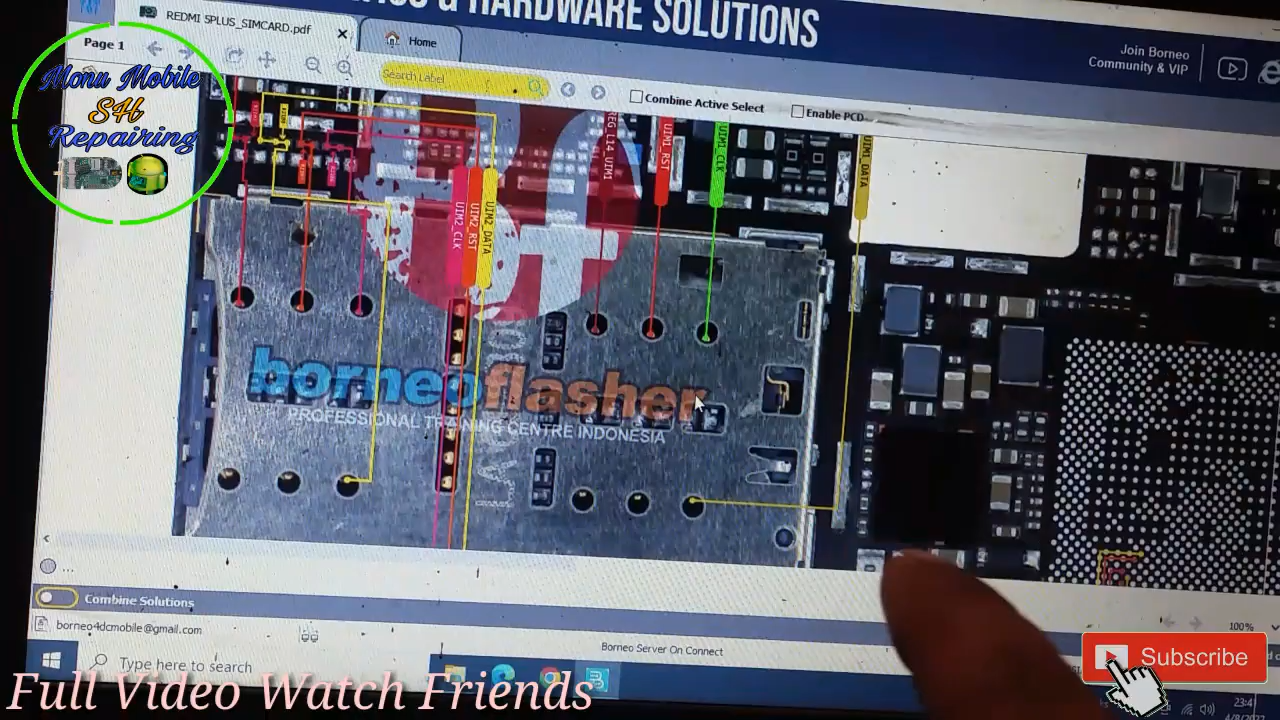 & HARDWARE SOLUTIONS
REDMI 5PLUS_SIMCARD.pdf
Home
Join Borneo
Community & VIP
Page 1
Search Label
Combine Active Select
Enable PCD
Monu Mobile
SH
Repairing
REG_L14_UIM1
UIM1_RST
UIM1_CLK
UIM1_DATA
UIM2_CLK
UIM2_RST
UIM2_DATA
borneoflasher
PROFESSIONAL TRAINING CENTRE INDONESIA
...
Combine Solutions
borneo4dcmobile@gmail.com
Borneo Server On Connect
100%
Type here to search
Subscribe
Full Video Watch Friends